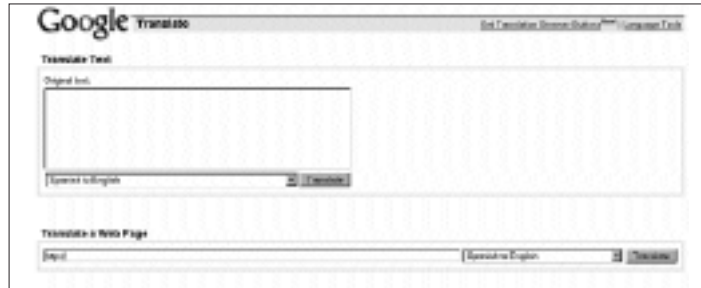 Google Translate
Get Translation Browser Buttons New! | Language Tools
Translate Text
Original text:
Spanish to English Translate
Translate a Web Page
http:// Spanish to English Translate